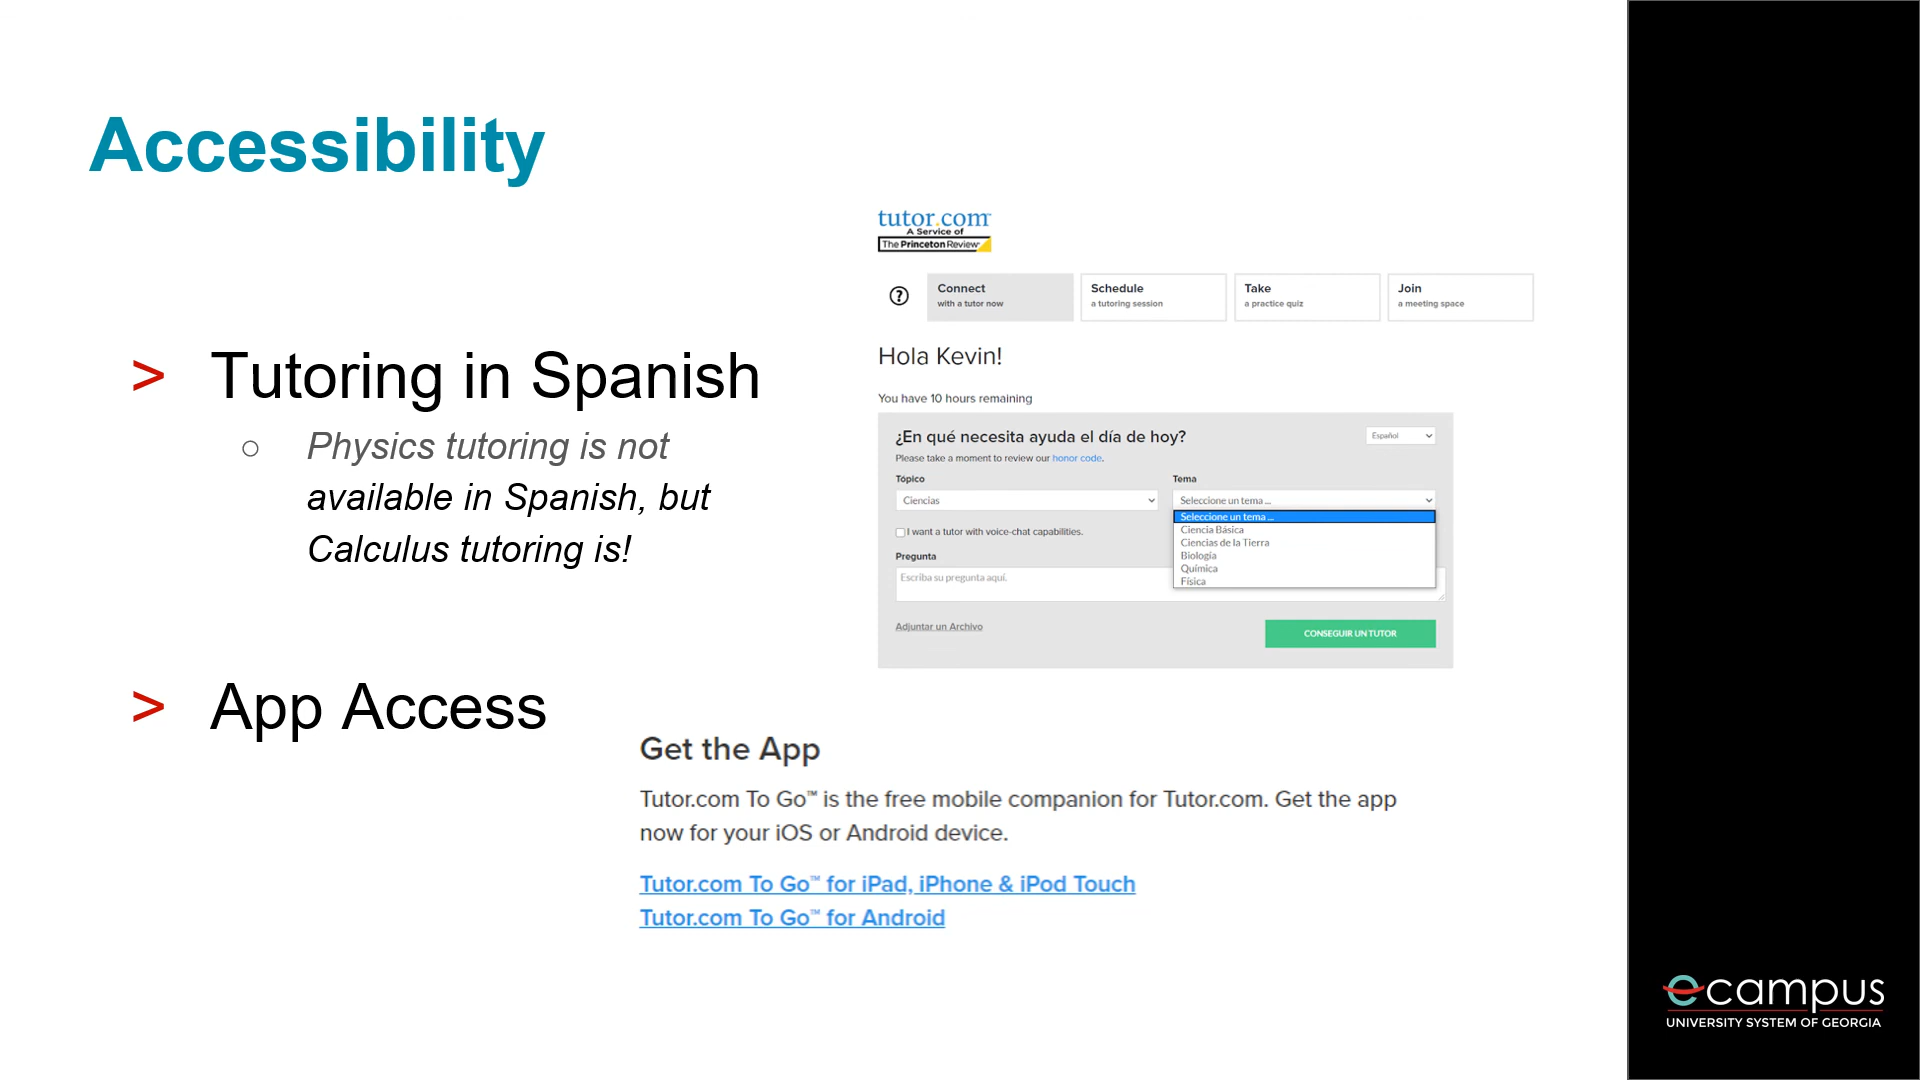 Accessibility
> Tutoring in Spanish
○ Physics tutoring is not
available in Spanish, but
Calculus tutoring is!
> App Access
tutor.com™
A Service of
The Princeton Review
Connect
with a tutor now
Schedule
a tutoring session
Take
a practice quiz
Join
a meeting space
Hola Kevin!
You have 10 hours remaining
¿En qué necesita ayuda el día de hoy?
Español
Please take a moment to review our honor code.
Tópico
Tema
Ciencias
Seleccione un tema ...
Seleccione un tema ...
Ciencia Básica
Ciencias de la Tierra
Biología
Química
Física
I want a tutor with voice-chat capabilities.
Pregunta
Escriba su pregunta aquí.
Adjuntar un Archivo
CONSEGUIR UN TUTOR
Get the App
Tutor.com To Go™ is the free mobile companion for Tutor.com. Get the app
now for your iOS or Android device.
Tutor.com To Go™ for iPad, iPhone & iPod Touch
Tutor.com To Go™ for Android
ecampus
UNIVERSITY SYSTEM OF GEORGIA